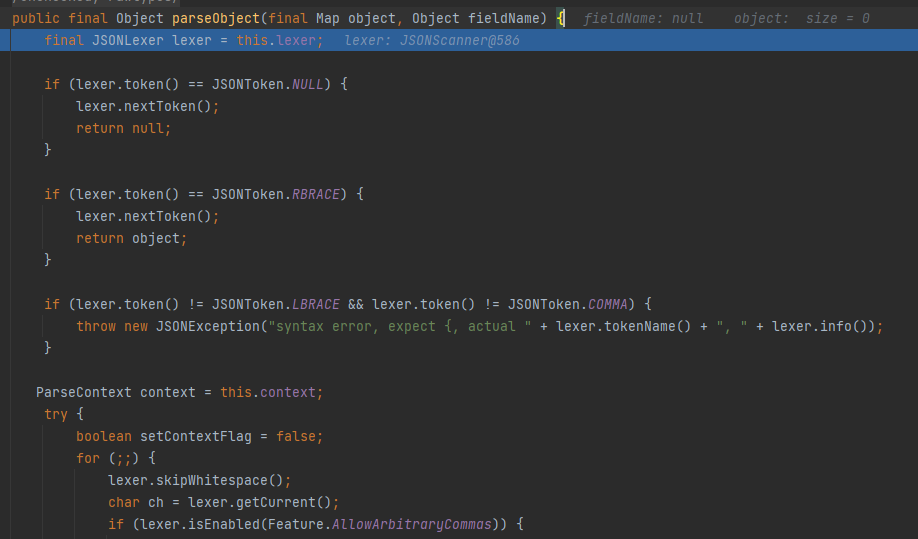 public final Object parseObject(final Map object, Object fieldName) { fieldName: null object: size = 0
final JSONLexer lexer = this.lexer; lexer: JSONScanner@586
if (lexer.token() == JSONToken.NULL) {
lexer.nextToken();
return null;
}
if (lexer.token() == JSONToken.RBRACE) {
lexer.nextToken();
return object;
}
if (lexer.token() != JSONToken.LBRACE && lexer.token() != JSONToken.COMMA) {
throw new JSONException("syntax error, expect {, actual " + lexer.tokenName() + ", " + lexer.info());
}
ParseContext context = this.context;
try {
boolean setContextFlag = false;
for (;;) {
lexer.skipWhitespace();
char ch = lexer.getCurrent();
if (lexer.isEnabled(Feature.AllowArbitraryCommas)) {